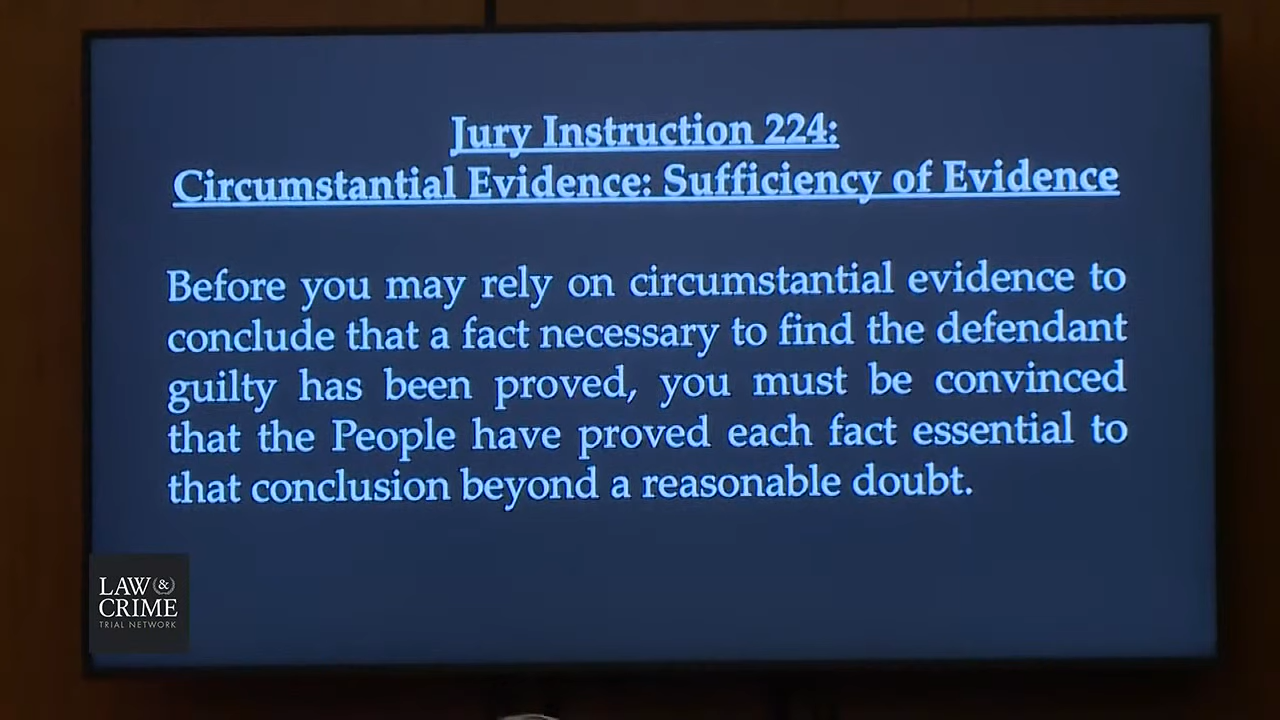 Jury Instruction 224:
Circumstantial Evidence: Sufficiency of Evidence
Before you may rely on circumstantial evidence to
conclude that a fact necessary to find the defendant
guilty has been proved, you must be convinced
that the People have proved each fact essential to
that conclusion beyond a reasonable doubt.
LAW &
CRIME
TRIAL NETWORK